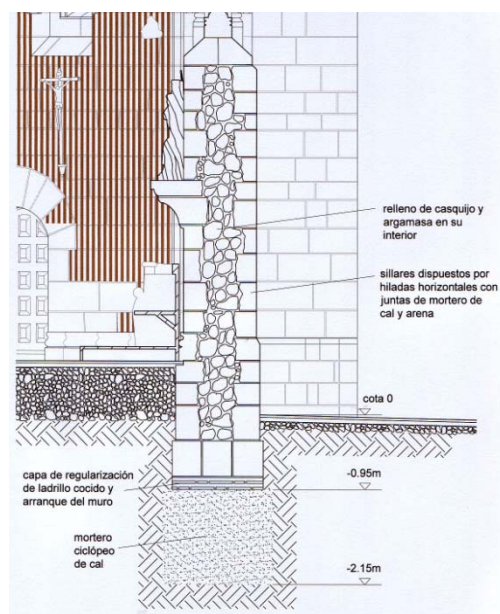 relleno de casquijo y
argamasa en su
interior
sillares dispuestos por
hiladas horizontales con
juntas de mortero de
cal y arena
cota 0
capa de regularización
de ladrillo cocido y
arranque del muro
-0.95m
mortero
ciclópeo
de cal
-2.15m